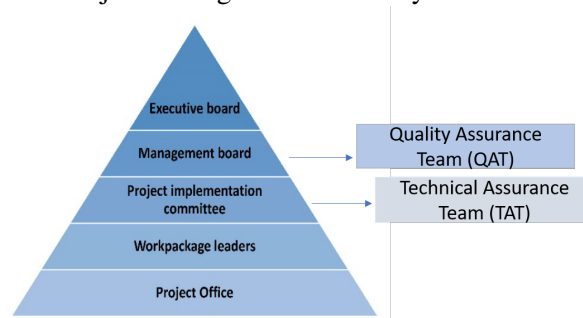 Executive board
Management board
Quality Assurance
Team (QAT)
Project implementation
committee
Technical Assurance
Team (TAT)
Workpackage leaders
Project Office